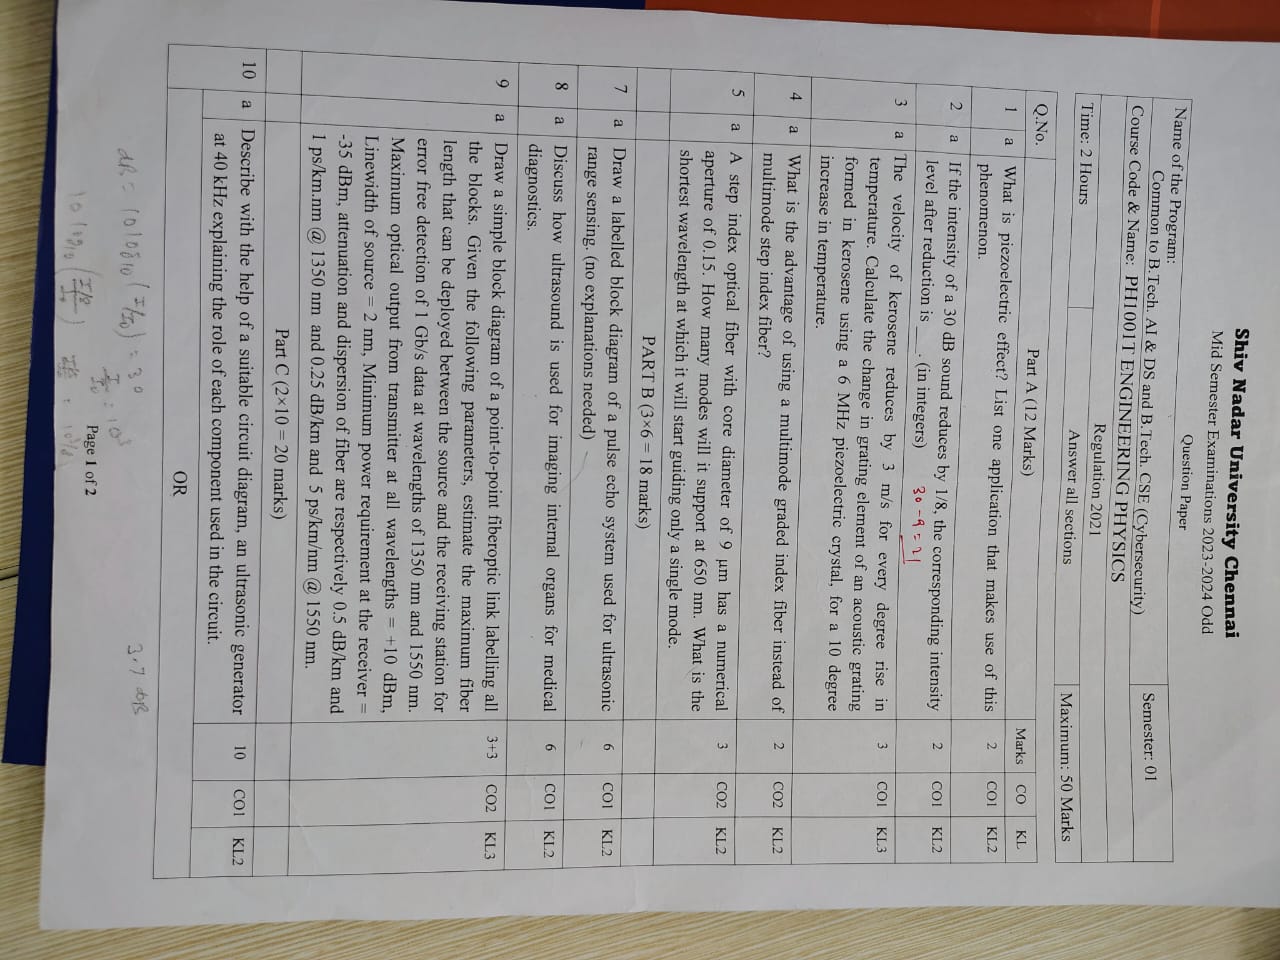 Shiv Nadar University Chennai
Mid Semester Examinations 2023-2024 Odd
Question Paper
Name of the Program:
Common to B.Tech. AI & DS and B.Tech. CSE (Cybersecurity)
Semester: 01
Course Code & Name: PH1001T ENGINEERING PHYSICS
Regulation 2021
Time: 2 Hours
Answer all sections
Maximum: 50 Marks
Q.No.
Part A (12 Marks)
Marks CO KL
1 a What is piezoelectric effect? List one application that makes use of this 2 CO1 KL2
phenomenon.
2 a If the intensity of a 30 dB sound reduces by 1/8, the corresponding intensity 2 CO1 KL2
level after reduction is ___. (in integers) 30 - 9 = 21
3 a The velocity of kerosene reduces by 3 m/s for every degree rise in 3 CO1 KL3
temperature. Calculate the change in grating element of an acoustic grating
formed in kerosene using a 6 MHz piezoelectric crystal, for a 10 degree
increase in temperature.
4 a What is the advantage of using a multimode graded index fiber instead of 2 CO2 KL2
multimode step index fiber?
5 a A step index optical fiber with core diameter of 9 μm has a numerical 3 CO2 KL2
aperture of 0.15. How many modes will it support at 650 nm. What is the
shortest wavelength at which it will start guiding only a single mode.
PART B (3×6 = 18 marks)
7 a Draw a labelled block diagram of a pulse echo system used for ultrasonic 6 CO1 KL2
range sensing. (no explanations needed)
8 a Discuss how ultrasound is used for imaging internal organs for medical 6 CO1 KL2
diagnostics.
9 a Draw a simple block diagram of a point-to-point fiberoptic link labelling all 3+3 CO2 KL3
the blocks. Given the following parameters, estimate the maximum fiber
length that can be deployed between the source and the receiving station for
error free detection of 1 Gb/s data at wavelengths of 1350 nm and 1550 nm.
Maximum optical output from transmitter at all wavelengths = +10 dBm,
Linewidth of source = 2 nm, Minimum power requirement at the receiver =
-35 dBm, attenuation and dispersion of fiber are respectively 0.5 dB/km and
1 ps/km.nm @ 1350 nm and 0.25 dB/km and 5 ps/km/nm @ 1550 nm.
Part C (2×10 = 20 marks)
10 a Describe with the help of a suitable circuit diagram, an ultrasonic generator 10 CO1 KL2
at 40 kHz explaining the role of each component used in the circuit.
OR
dB = 10 log10 (I/I0) = 30
3.7 dB
I/I0 = 10^3
Page 1 of 2
10 log10 (I/8 / I0)